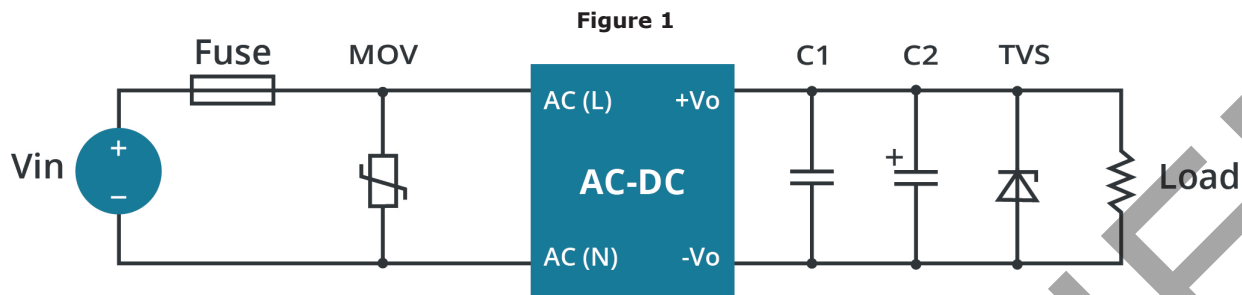 Figure 1
Fuse MOV C1 C2 TVS
AC (L) +Vo
Vin + − AC-DC + Load
AC (N) -Vo